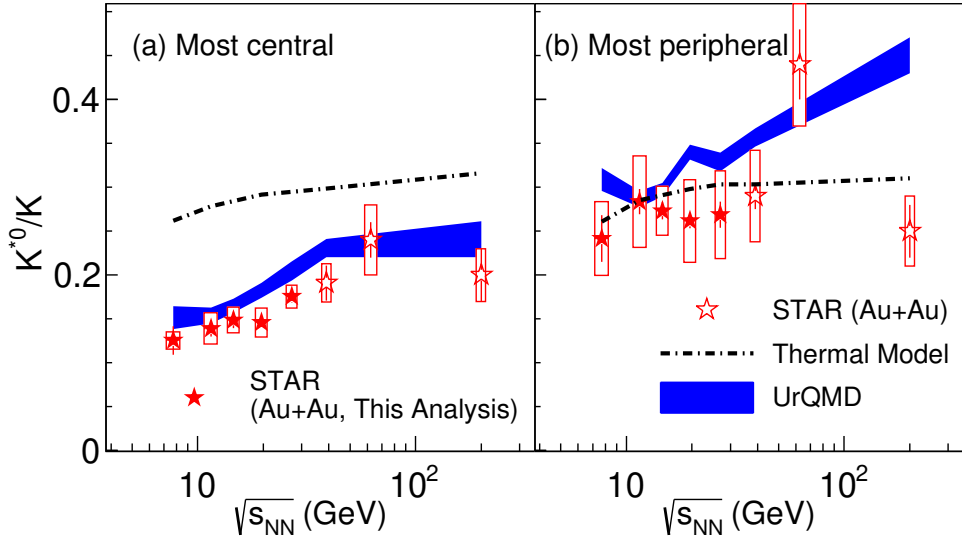 (a) Most central
(b) Most peripheral
0.4
0.2
0
K*0/K
STAR
(Au+Au, This Analysis)
STAR (Au+Au)
Thermal Model
UrQMD
10
10²
10
10²
√sNN (GeV)
√sNN (GeV)